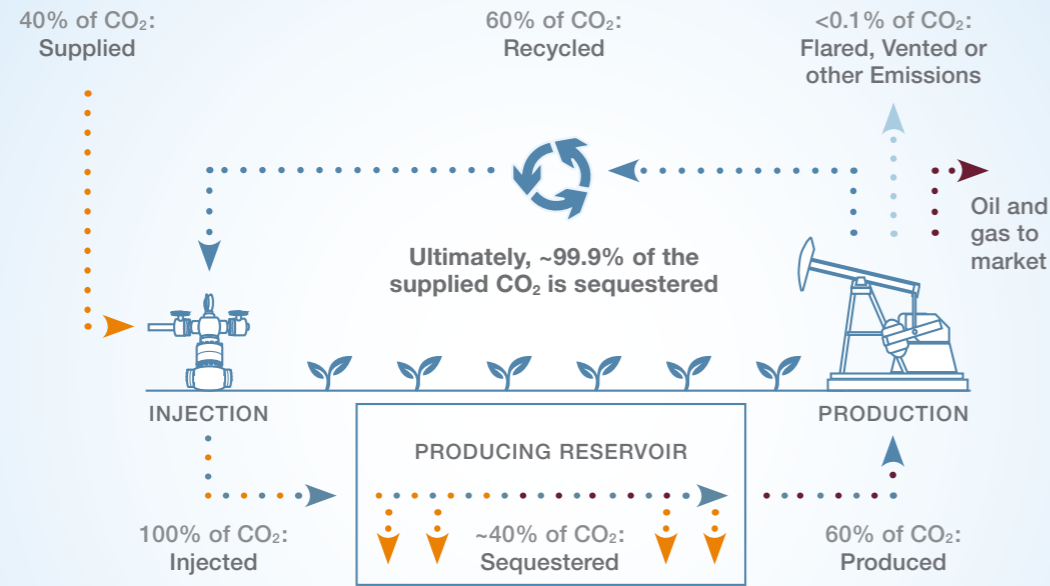 40% of CO₂:
Supplied
60% of CO₂:
Recycled
<0.1% of CO₂:
Flared, Vented or
other Emissions
Oil and
gas to
market
Ultimately, ~99.9% of the
supplied CO₂ is sequestered
INJECTION
PRODUCTION
PRODUCING RESERVOIR
100% of CO₂:
Injected
~40% of CO₂:
Sequestered
60% of CO₂:
Produced